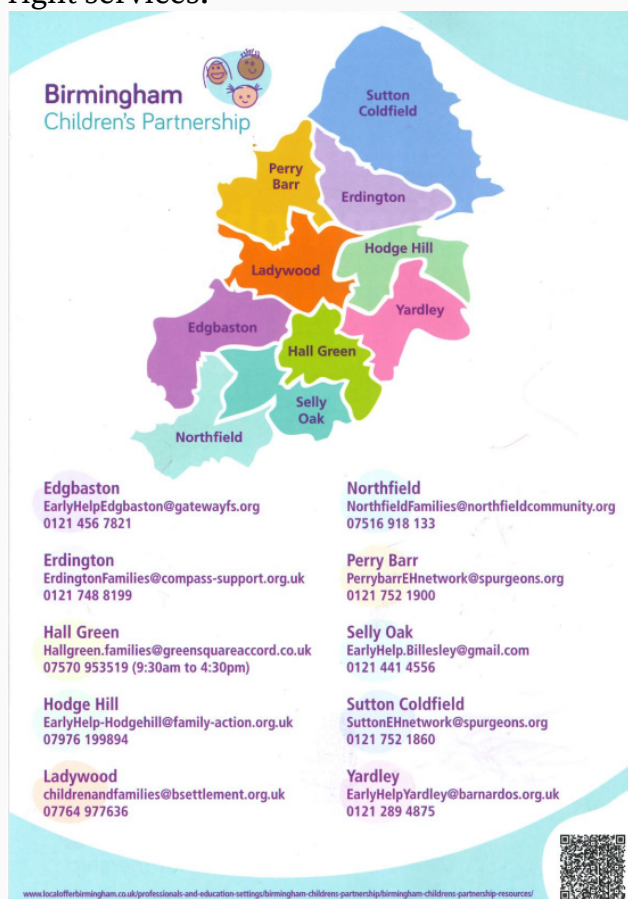 right services.
Birmingham
Children's Partnership
Sutton
Coldfield
Perry
Barr
Erdington
Hodge Hill
Ladywood
Yardley
Edgbaston
Hall Green
Selly
Oak
Northfield
Edgbaston
EarlyHelpEdgbaston@gatewayfs.org
0121 456 7821
Erdington
ErdingtonFamilies@compass-support.org.uk
0121 748 8199
Hall Green
Hallgreen.families@greensquareaccord.co.uk
07570 953519 (9:30am to 4:30pm)
Hodge Hill
EarlyHelp-Hodgehill@family-action.org.uk
07976 199894
Ladywood
childrenandfamilies@bsettlement.org.uk
07764 977636
Northfield
NorthfieldFamilies@northfieldcommunity.org
07516 918 133
Perry Barr
PerrybarrEHnetwork@spurgeons.org
0121 752 1900
Selly Oak
EarlyHelp.Billesley@gmail.com
0121 441 4556
Sutton Coldfield
SuttonEHnetwork@spurgeons.org
0121 752 1860
Yardley
EarlyHelpYardley@barnardos.org.uk
0121 289 4875
www.localofferbirmingham.co.uk/professionals-and-education-settings/birmingham-childrens-partnership/birmingham-childrens-partnership-resources/